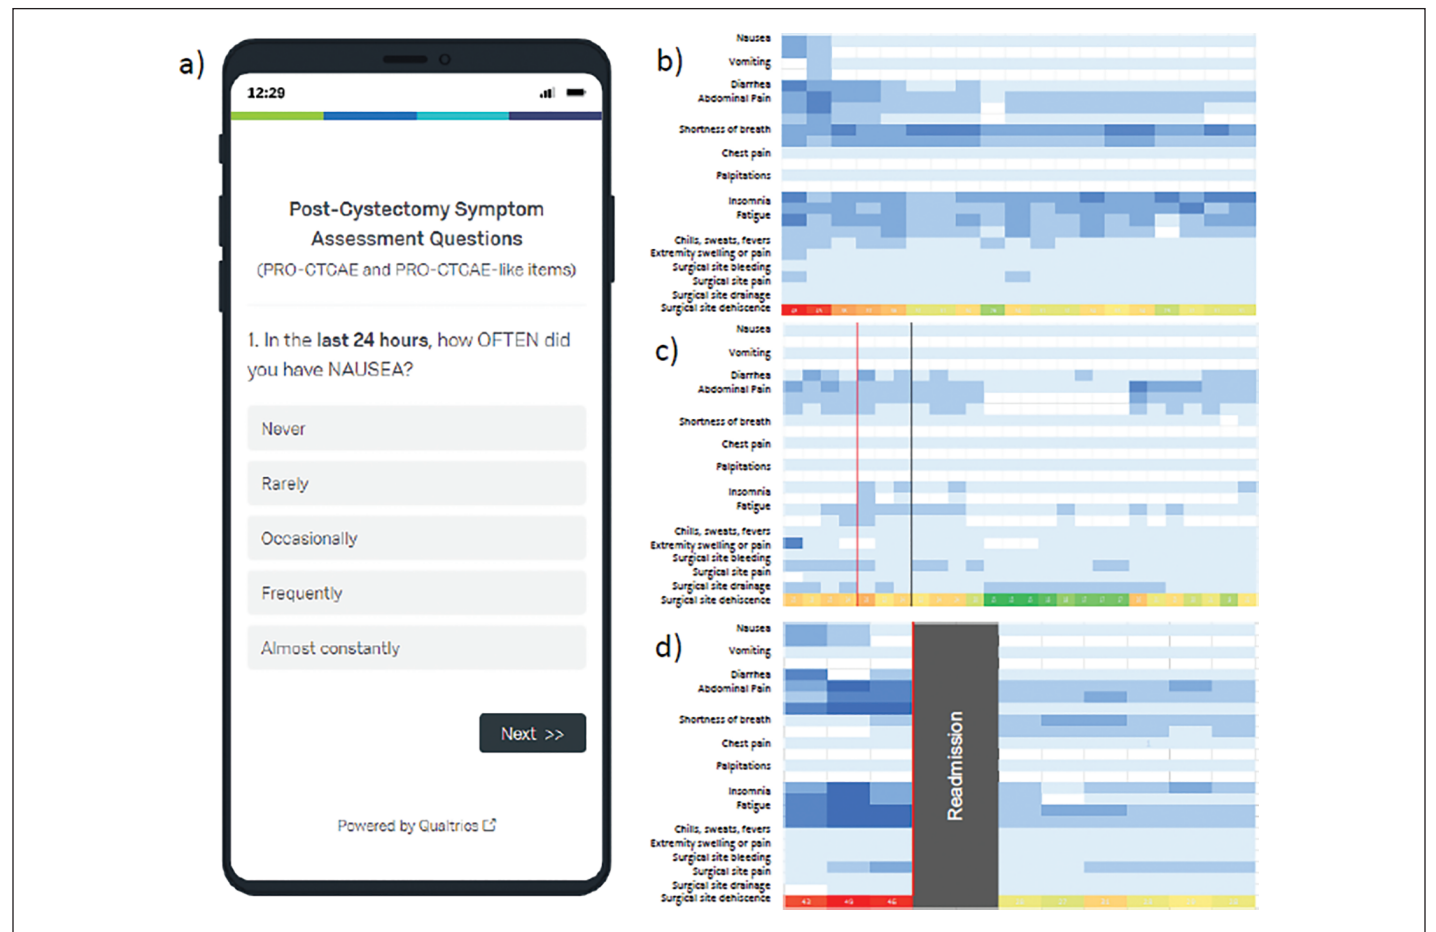 a)
12:29
Post-Cystectomy Symptom
Assessment Questions
(PRO-CTCAE and PRO-CTCAE-like items)
1. In the last 24 hours, how OFTEN did
you have NAUSEA?
Never
Rarely
Occasionally
Frequently
Almost constantly
Next >>
Powered by Qualtrics
b)
Nausea
Vomiting
Diarrhea
Abdominal Pain
Shortness of breath
Chest pain
Palpitations
Insomnia
Fatigue
Chills, sweats, fevers
Extremity swelling or pain
Surgical site bleeding
Surgical site pain
Surgical site drainage
Surgical site dehiscence
c)
Nausea
Vomiting
Diarrhea
Abdominal Pain
Shortness of breath
Chest pain
Palpitations
Insomnia
Fatigue
Chills, sweats, fevers
Extremity swelling or pain
Surgical site bleeding
Surgical site pain
Surgical site drainage
Surgical site dehiscence
d)
Nausea
Vomiting
Diarrhea
Abdominal Pain
Shortness of breath
Chest pain
Palpitations
Insomnia
Fatigue
Chills, sweats, fevers
Extremity swelling or pain
Surgical site bleeding
Surgical site pain
Surgical site drainage
Surgical site dehiscence
Readmission